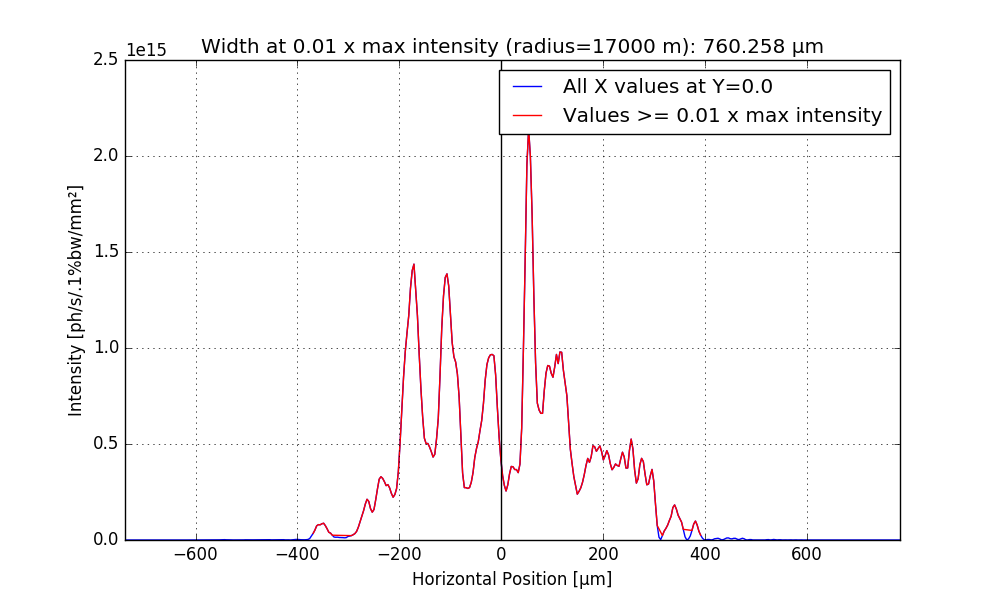 Width at 0.01 x max intensity (radius=17000 m): 760.258 μm
1e15
All X values at Y=0.0
Values >= 0.01 x max intensity
2.5
2.0
1.5
1.0
0.5
0.0
Intensity [ph/s/.1%bw/mm²]
−600 −400 −200 0 200 400 600
Horizontal Position [μm]